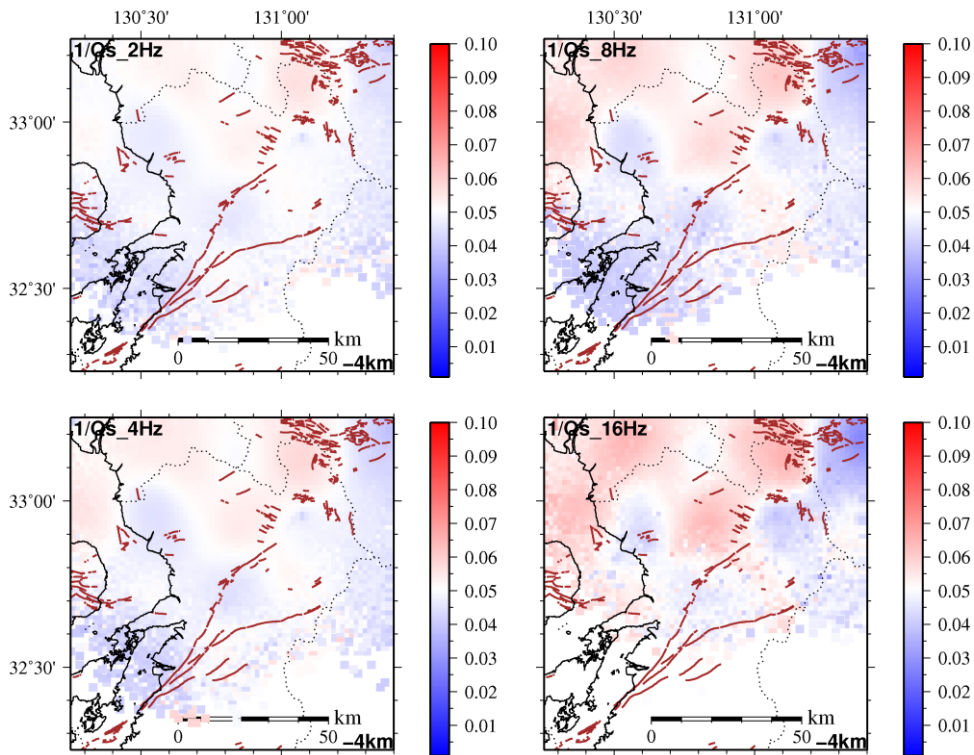 130°30' 131°00' 130°30' 131°00'
1/Qs_2Hz 0.10 1/Qs_8Hz 0.10
0.09 0.09
0.08 0.08
33°00' 0.07 0.07
0.06 0.06
0.05 0.05
0.04 0.04
32°30' 0.03 0.03
km 0.02 km 0.02
0 50 0.01 0 50 0.01
−4km −4km
1/Qs_4Hz 0.10 1/Qs_16Hz 0.10
0.09 0.09
33°00' 0.08 0.08
0.07 0.07
0.06 0.06
0.05 0.05
0.04 0.04
32°30' 0.03 0.03
km 0.02 km 0.02
0 50 0.01 0 50 0.01
−4km −4km